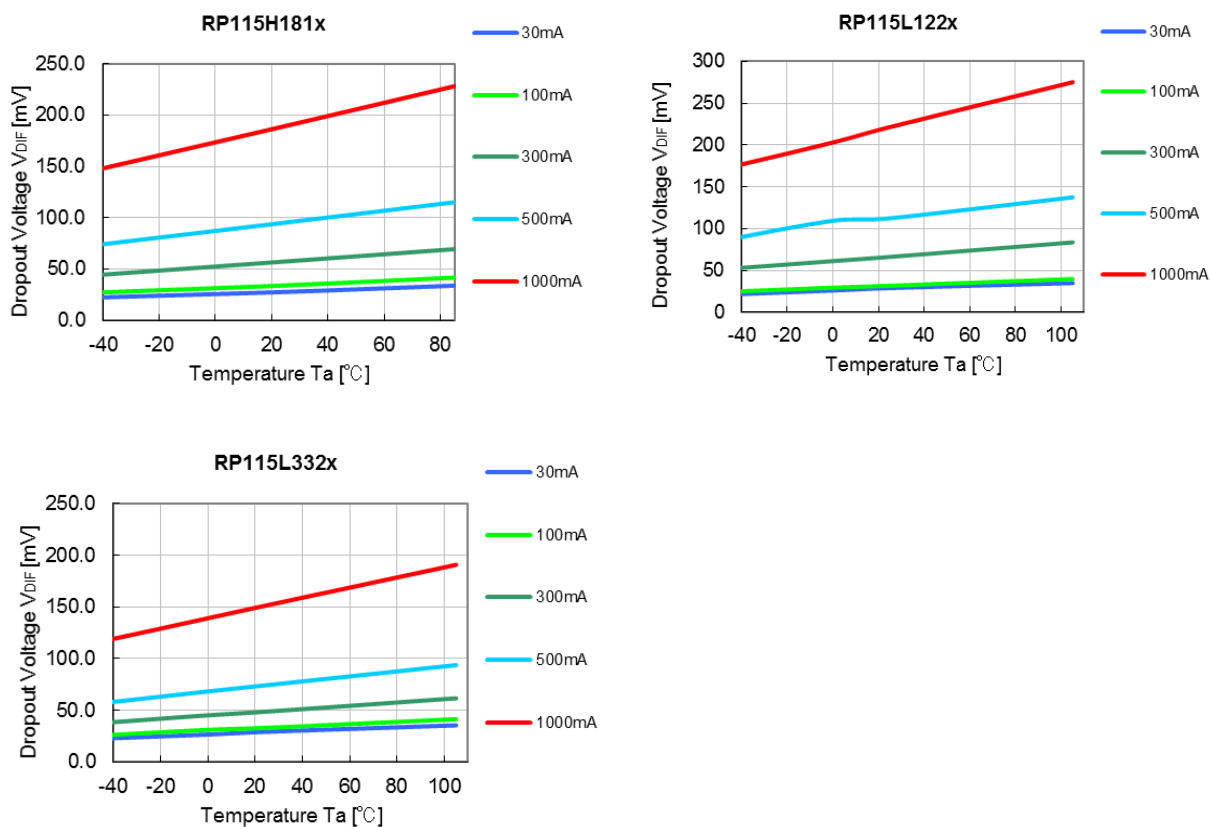 RP115H181x
Dropout Voltage VDIF [mV]
250.0
200.0
150.0
100.0
50.0
0.0
-40 -20 0 20 40 60 80
Temperature Ta [℃]
30mA
100mA
300mA
500mA
1000mA
RP115L122x
Dropout Voltage VDIF [mV]
300
250
200
150
100
50
0
-40 -20 0 20 40 60 80 100
Temperature Ta [℃]
30mA
100mA
300mA
500mA
1000mA
RP115L332x
Dropout Voltage VDIF [mV]
250.0
200.0
150.0
100.0
50.0
0.0
-40 -20 0 20 40 60 80 100
Temperature Ta [℃]
30mA
100mA
300mA
500mA
1000mA